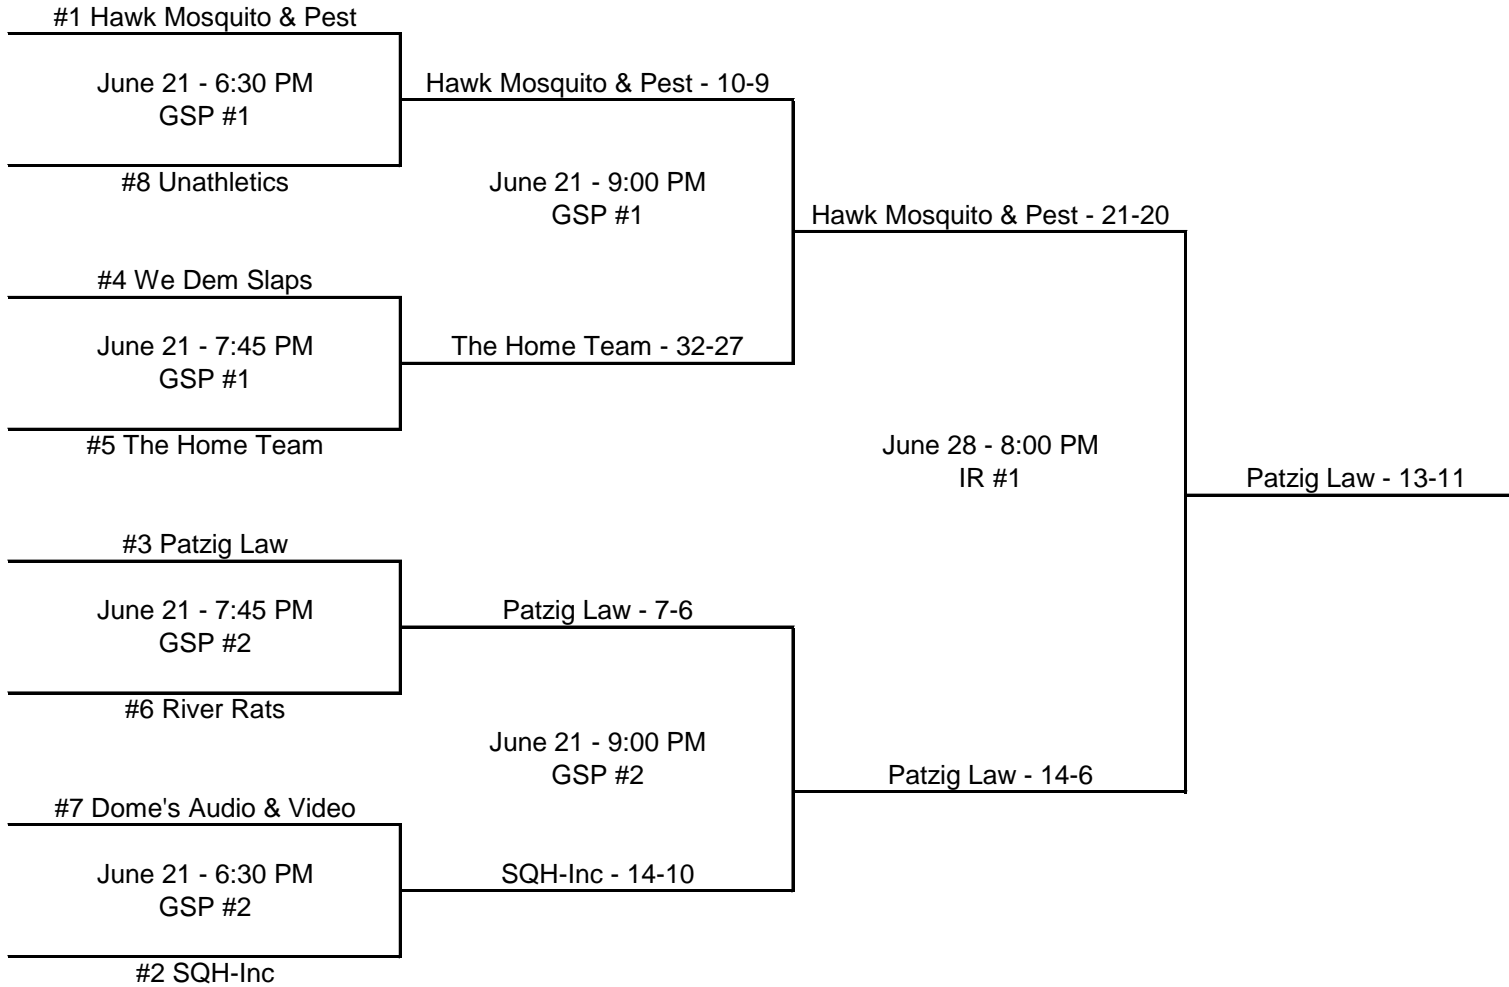 #1 Hawk Mosquito & Pest
June 21 - 6:30 PM
GSP #1
#8 Unathletics
Hawk Mosquito & Pest - 10-9
June 21 - 9:00 PM
GSP #1
Hawk Mosquito & Pest - 21-20
#4 We Dem Slaps
June 21 - 7:45 PM
GSP #1
#5 The Home Team
The Home Team - 32-27
June 28 - 8:00 PM
IR #1
Patzig Law - 13-11
#3 Patzig Law
June 21 - 7:45 PM
GSP #2
#6 River Rats
Patzig Law - 7-6
June 21 - 9:00 PM
GSP #2
Patzig Law - 14-6
#7 Dome's Audio & Video
June 21 - 6:30 PM
GSP #2
#2 SQH-Inc
SQH-Inc - 14-10